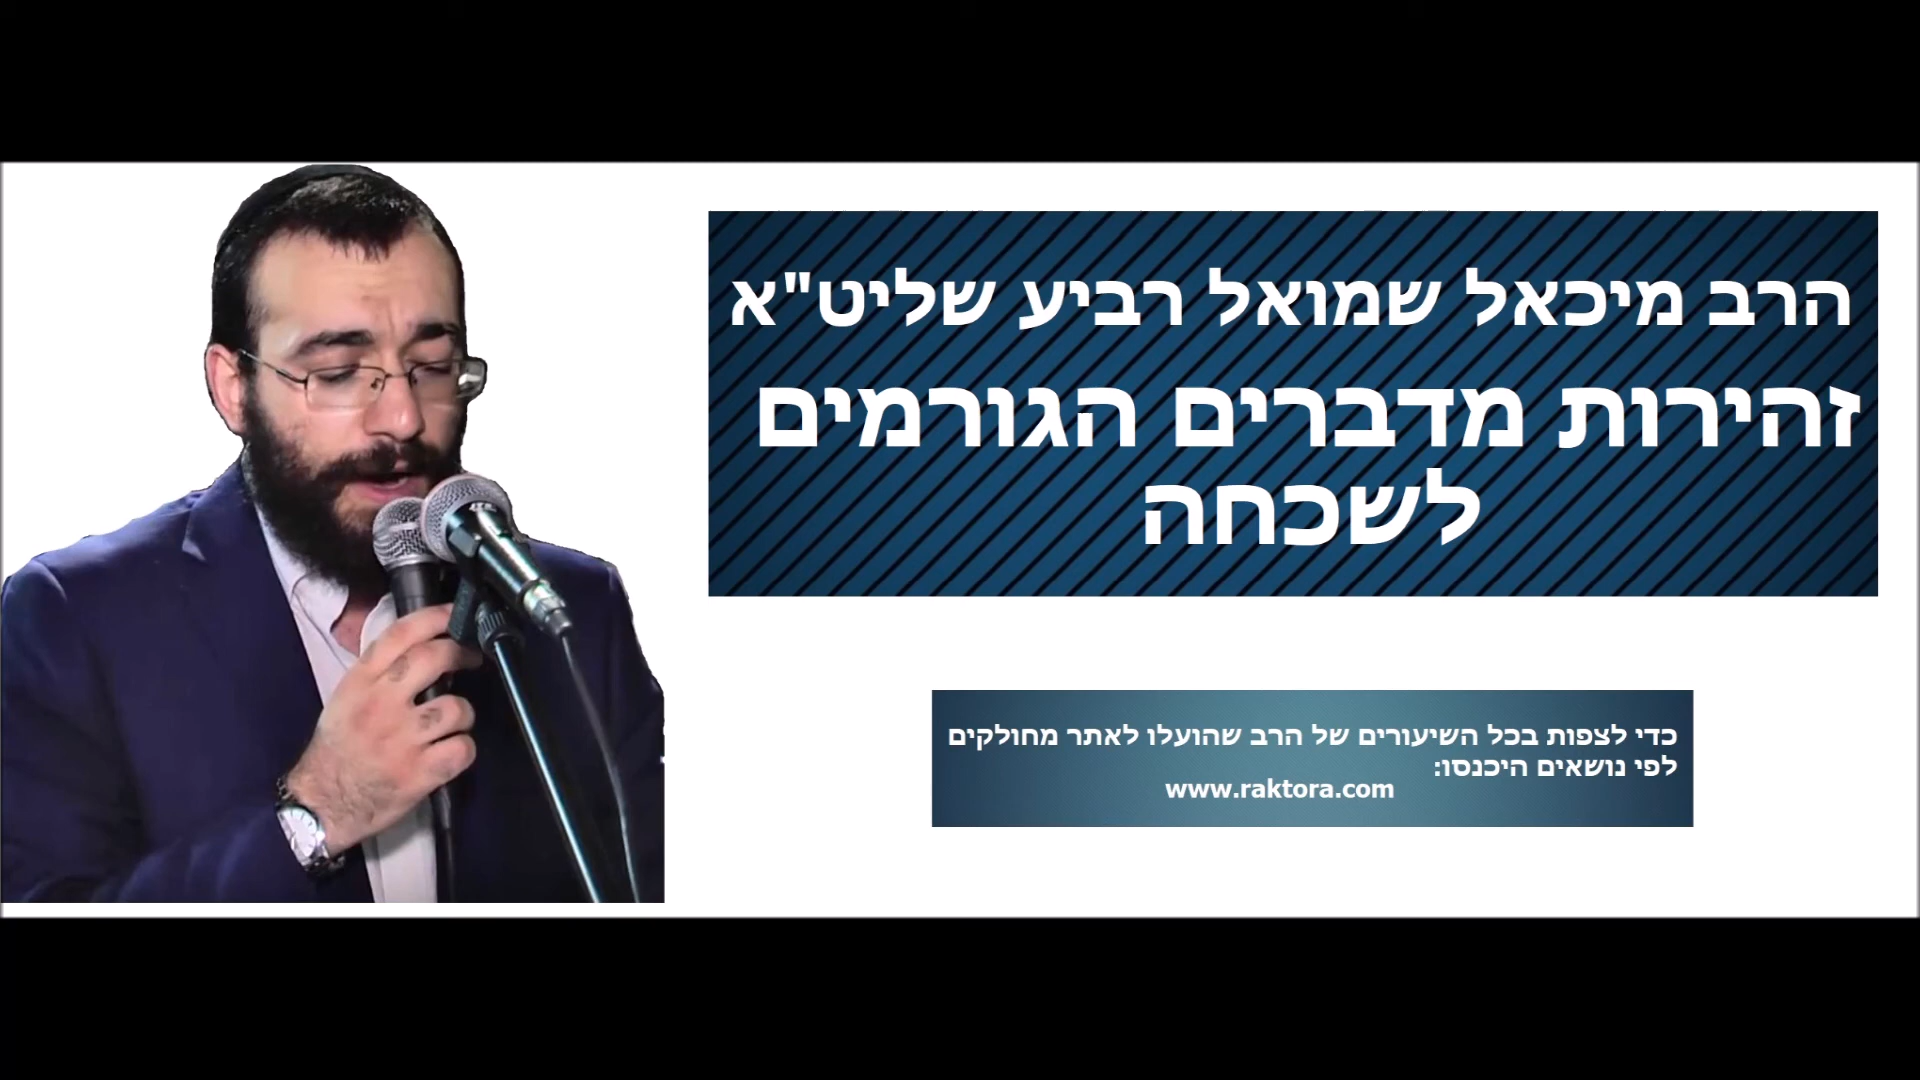 הרב מיכאל שמואל רביע שליט"א
זהירות מדברים הגורמים
לשכחה
כדי לצפות בכל השיעורים של הרב שהועלו לאתר מחולקים
לפי נושאים היכנסו:
www.raktora.com